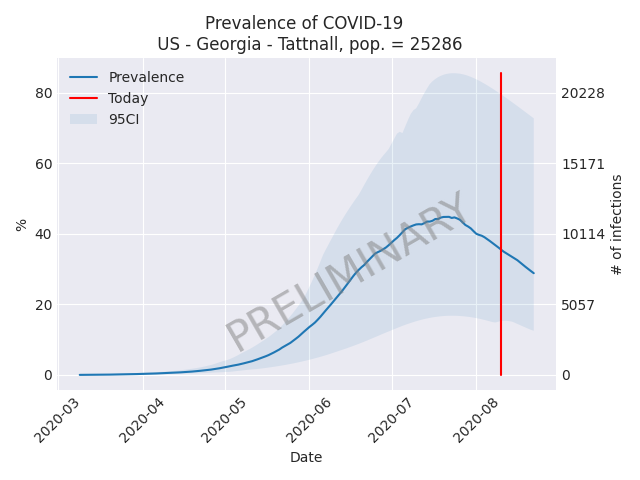 Prevalence of COVID-19
US - Georgia - Tattnall, pop. = 25286
Prevalence
Today
95CI
80
60
40
20
0
%
20228
15171
10114
5057
0
# of infections
PRELIMINARY
2020-03
2020-04
2020-05
2020-06
2020-07
2020-08
Date